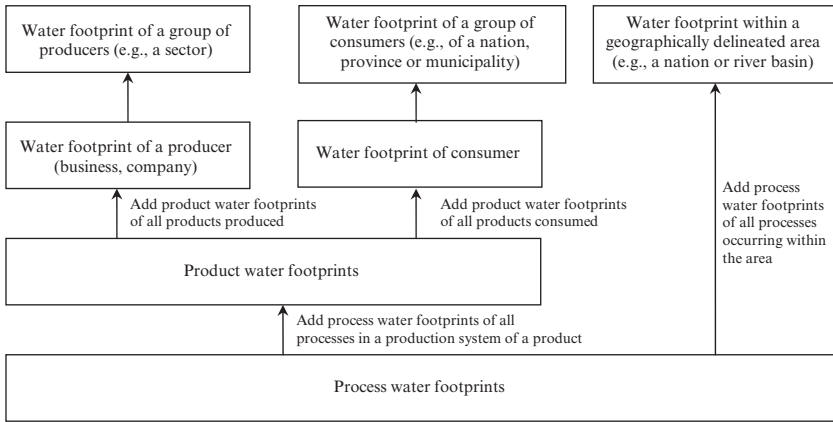 Water footprint of a group of
producers (e.g., a sector)
Water footprint of a group of
consumers (e.g., of a nation,
province or municipality)
Water footprint within a
geographically delineated area
(e.g., a nation or river basin)
Water footprint of a producer
(business, company)
Water footprint of consumer
Add product water footprints
of all products produced
Add product water footprints
of all products consumed
Add process
water footprints
of all processes
occurring within
the area
Product water footprints
Add process water footprints of all
processes in a production system of a product
Process water footprints